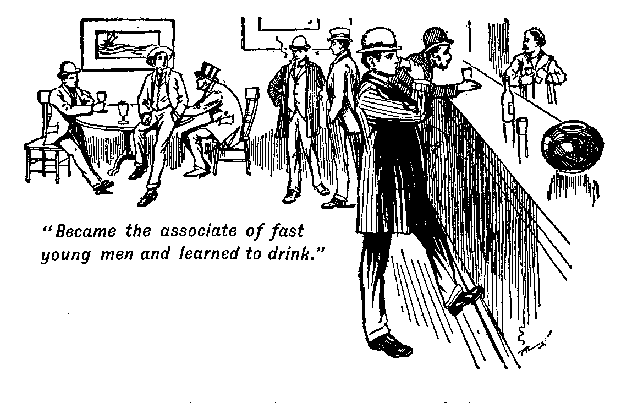 "Became the associate of fast
young men and learned to drink."